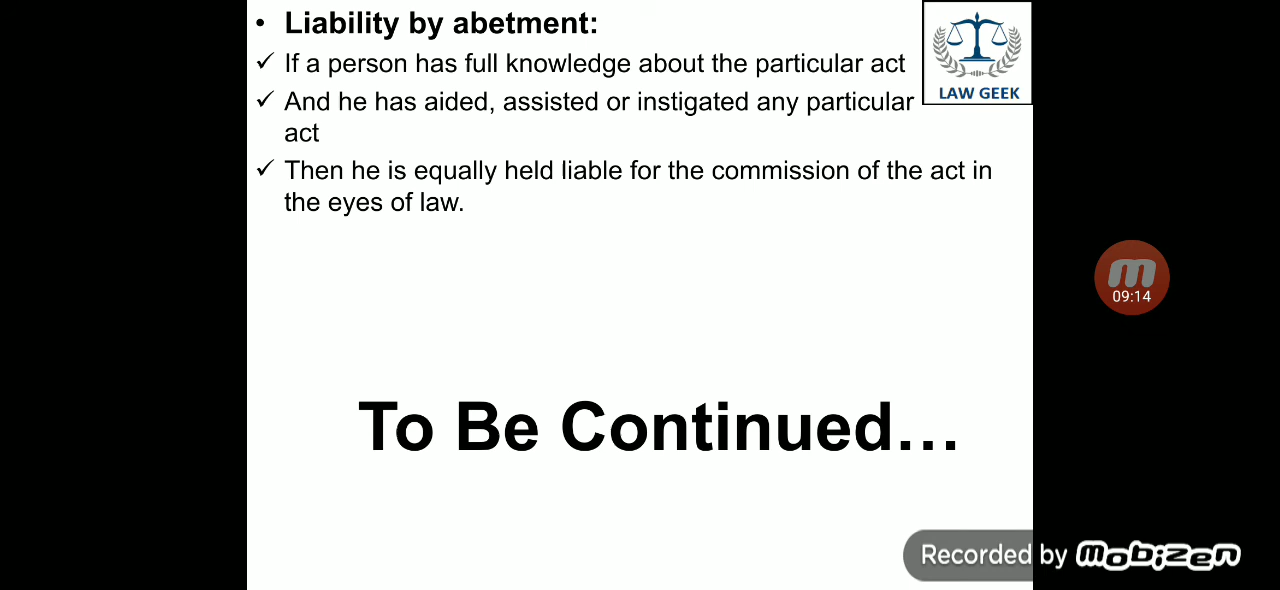 • Liability by abetment:
✓ If a person has full knowledge about the particular act
✓ And he has aided, assisted or instigated any particular
act
✓ Then he is equally held liable for the commission of the act in
the eyes of law.
LAW GEEK
09:14
To Be Continued...
Recorded by mobizen